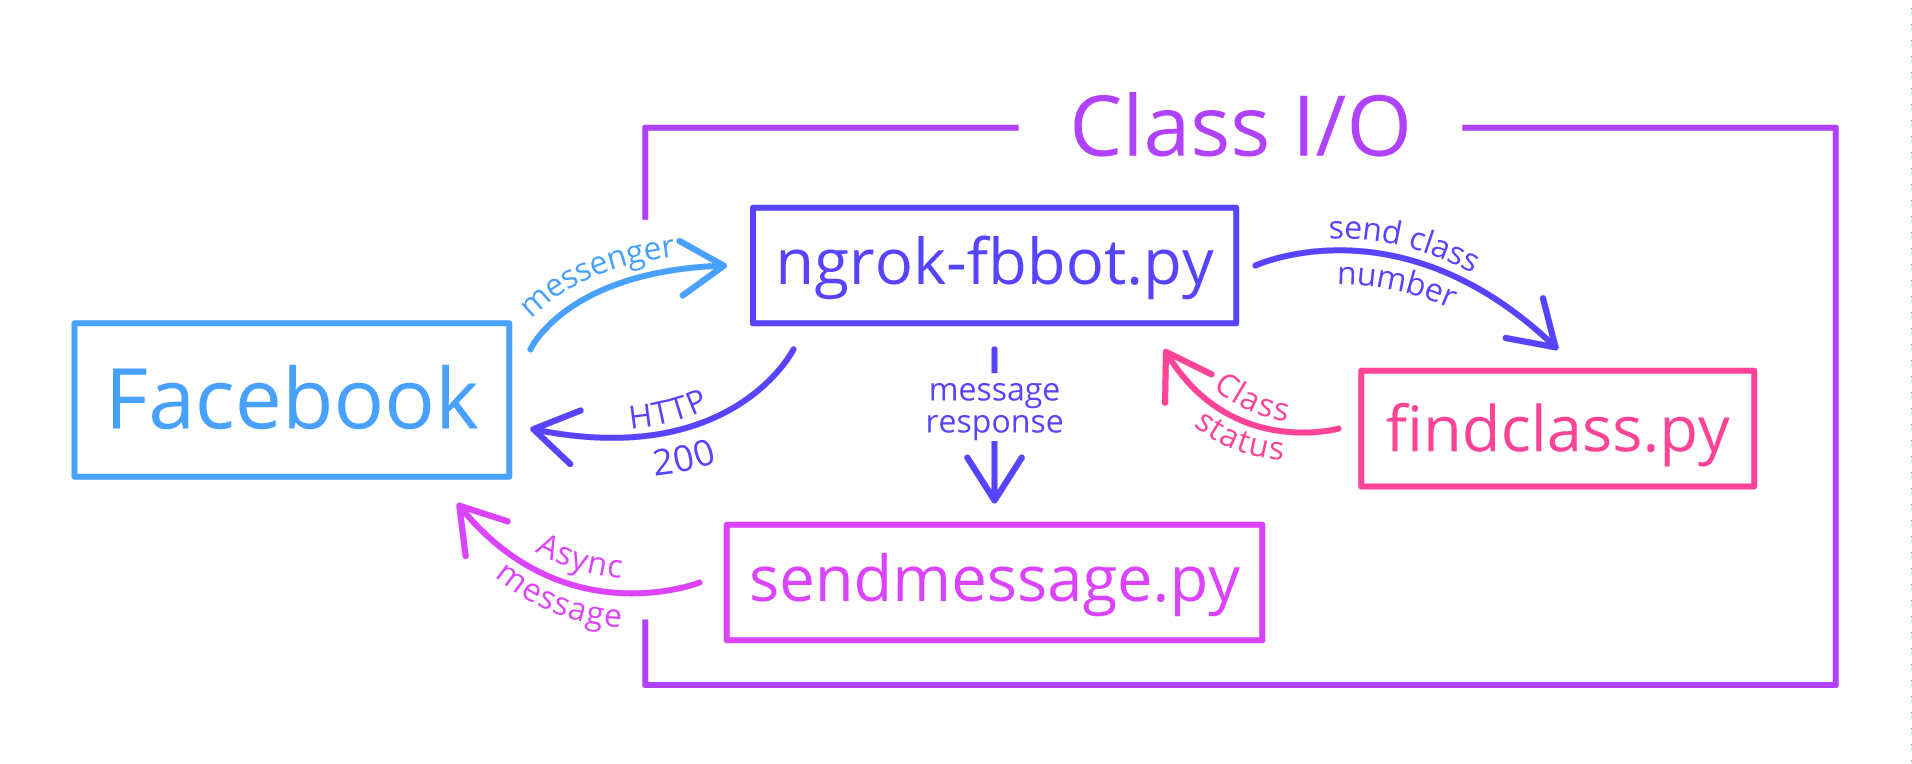 Class I/O
messenger
ngrok-fbbot.py
send class
number
Facebook
HTTP
200
message
response
Class
status
findclass.py
Async
message
sendmessage.py